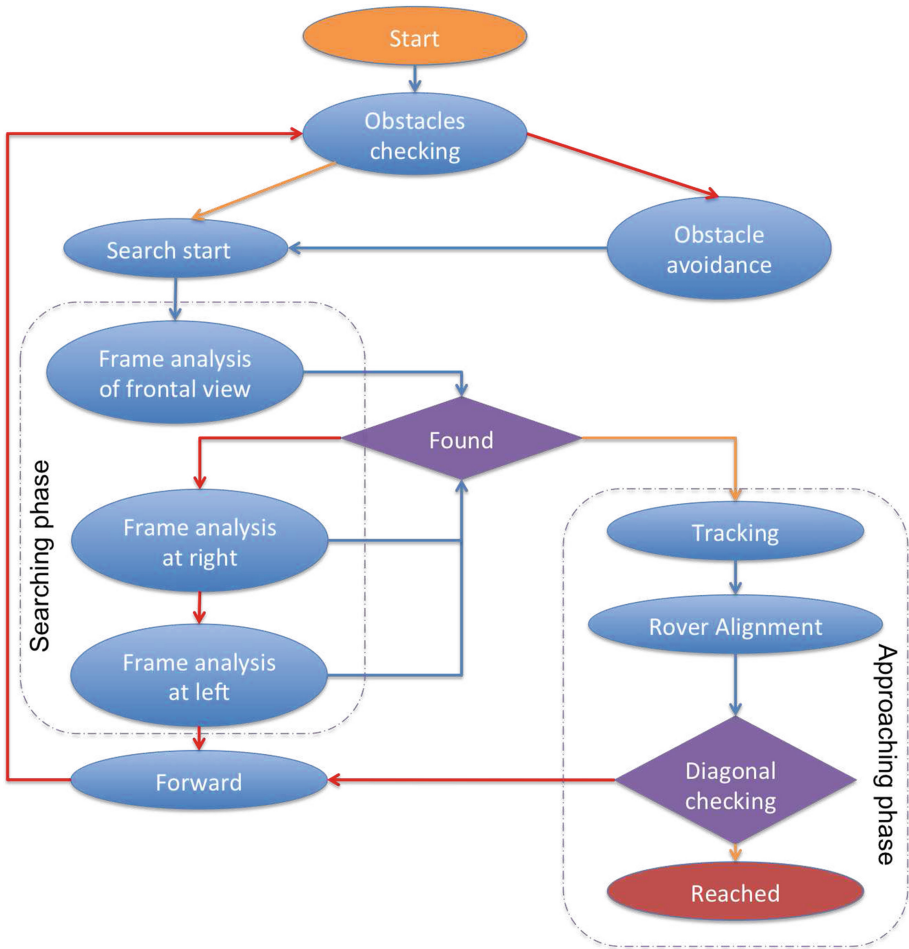 Start
Obstacles
checking
Search start
Obstacle
avoidance
Frame analysis
of frontal view
Found
Searching phase
Frame analysis
at right
Tracking
Rover Alignment
Frame analysis
at left
Approaching phase
Forward
Diagonal
checking
Reached